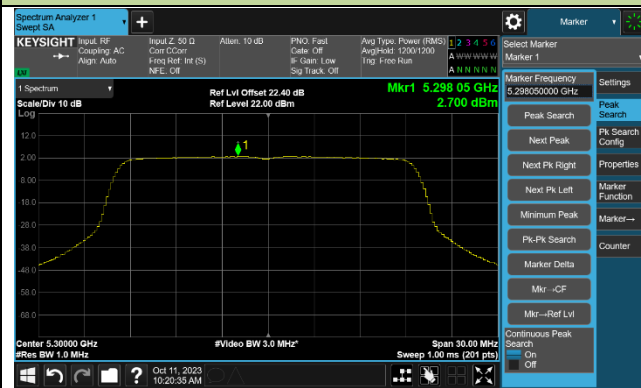 Spectrum Analyzer 1
Swept SA
Marker
KEYSIGHT
Input: RF
Coupling: AC
Align: Auto
Input Z: 50 Ω
Corr CCorr
Freq Ref: Int (S)
NFE: Off
Atten: 10 dB
PNO: Fast
Gate: Off
IF Gain: Low
Sig Track: Off
Avg Type: Power (RMS)
Avg|Hold: 1200/1200
Trig: Free Run
1 2 3 4 5 6
A W W W W W
A N N N N N
LXI
Select Marker
Marker 1
1 Spectrum
Scale/Div 10 dB
Log
Ref Lvl Offset 22.40 dB
Ref Level 22.00 dBm
Mkr1 5.298 05 GHz
2.700 dBm
12.0
2.00
-8.00
-18.0
-28.0
-38.0
-48.0
-58.0
-68.0
1
Center 5.30000 GHz
#Res BW 1.0 MHz
#Video BW 3.0 MHz*
Span 30.00 MHz
Sweep 1.00 ms (201 pts)
Marker Frequency
5.298050000 GHz
Peak Search
Next Peak
Next Pk Right
Next Pk Left
Minimum Peak
Pk-Pk Search
Marker Delta
Mkr→CF
Mkr→Ref Lvl
Continuous Peak
Search
On
Off
Settings
Peak
Search
Pk Search
Config
Properties
Marker
Function
Marker→
Counter
Oct 11, 2023
10:20:35 AM